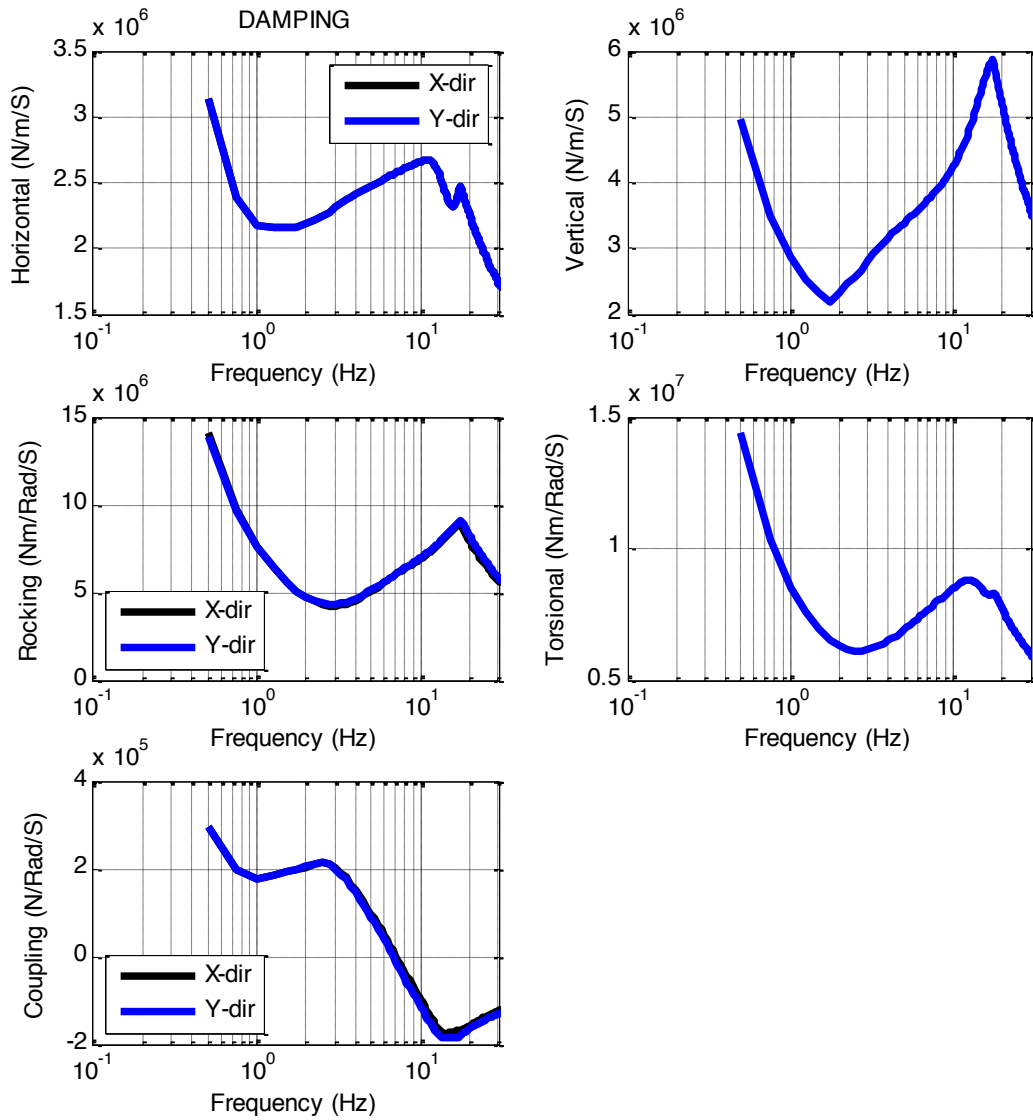 DAMPING
x 10^6
3.5
3
2.5
2
1.5
Horizontal (N/m/S)
X-dir
Y-dir
10^-1
10^0
10^1
Frequency (Hz)
x 10^6
6
5
4
3
2
Vertical (N/m/S)
10^-1
10^0
10^1
Frequency (Hz)
x 10^6
15
10
5
0
Rocking (Nm/Rad/S)
X-dir
Y-dir
10^-1
10^0
10^1
Frequency (Hz)
x 10^7
1.5
1
0.5
Torsional (Nm/Rad/S)
10^-1
10^0
10^1
Frequency (Hz)
x 10^5
4
2
0
-2
Coupling (N/Rad/S)
X-dir
Y-dir
10^-1
10^0
10^1
Frequency (Hz)